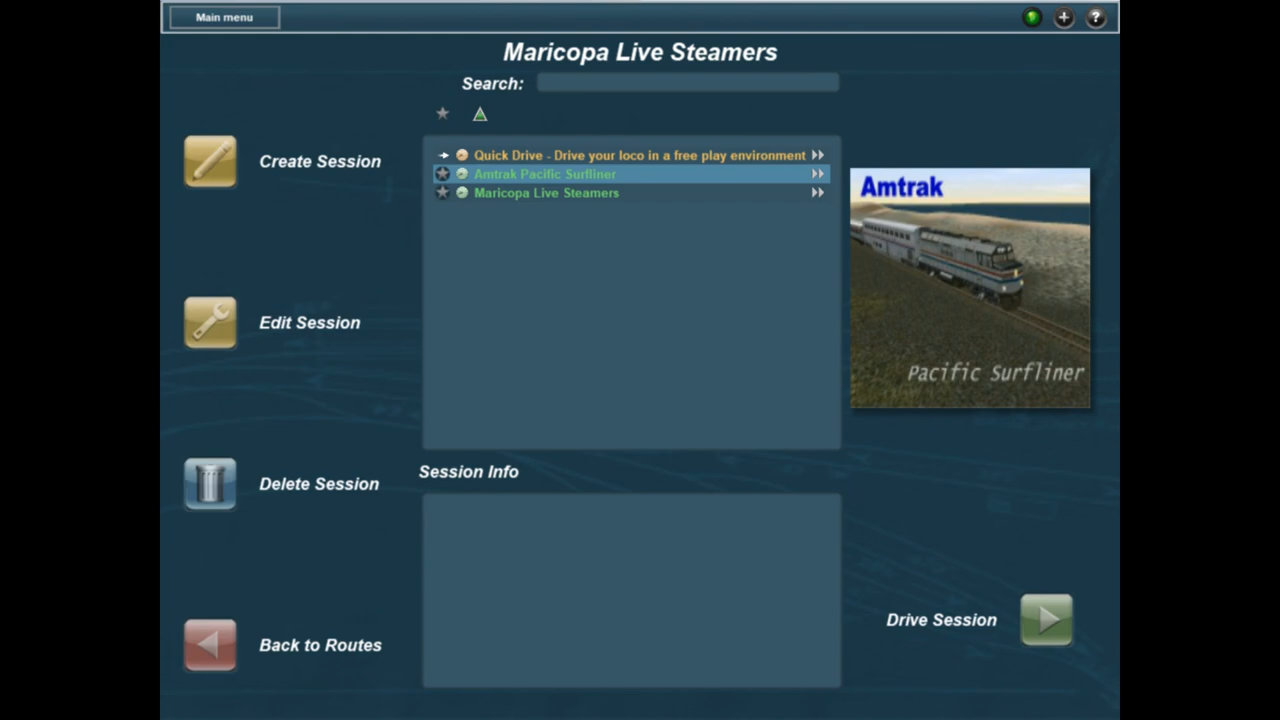 Main menu
?
Maricopa Live Steamers
Search:
Create Session
Quick Drive - Drive your loco in a free play environment
Amtrak Pacific Surfliner
Maricopa Live Steamers
Amtrak
Pacific Surfliner
Edit Session
Delete Session
Session Info
Back to Routes
Drive Session